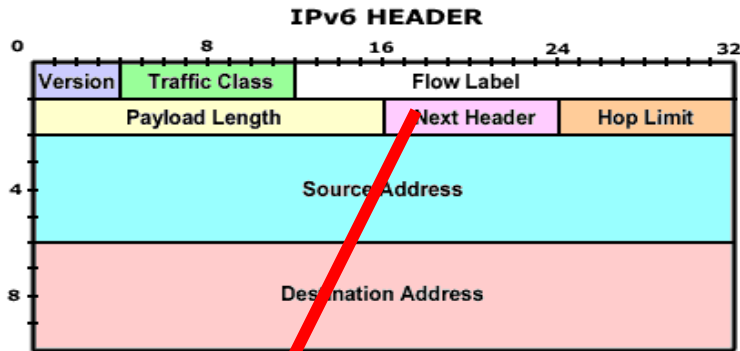 IPv6 HEADER
0 8 16 24 32
Version Traffic Class Flow Label
Payload Length Next Header Hop Limit
4 Source Address
8 Destination Address